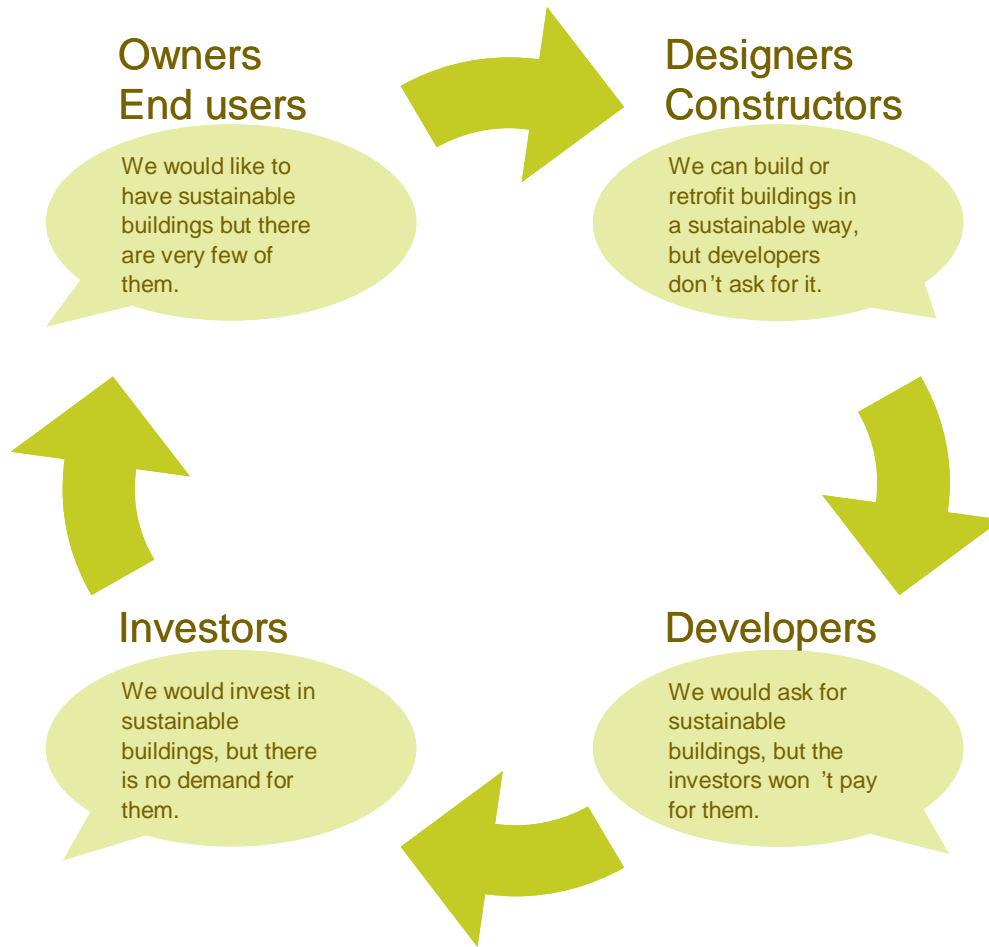 Owners
End users
We would like to
have sustainable
buildings but there
are very few of
them.
Designers
Constructors
We can build or
retrofit buildings in
a sustainable way,
but developers
don't ask for it.
Investors
We would invest in
sustainable
buildings, but there
is no demand for
them.
Developers
We would ask for
sustainable
buildings, but the
investors won 't pay
for them.